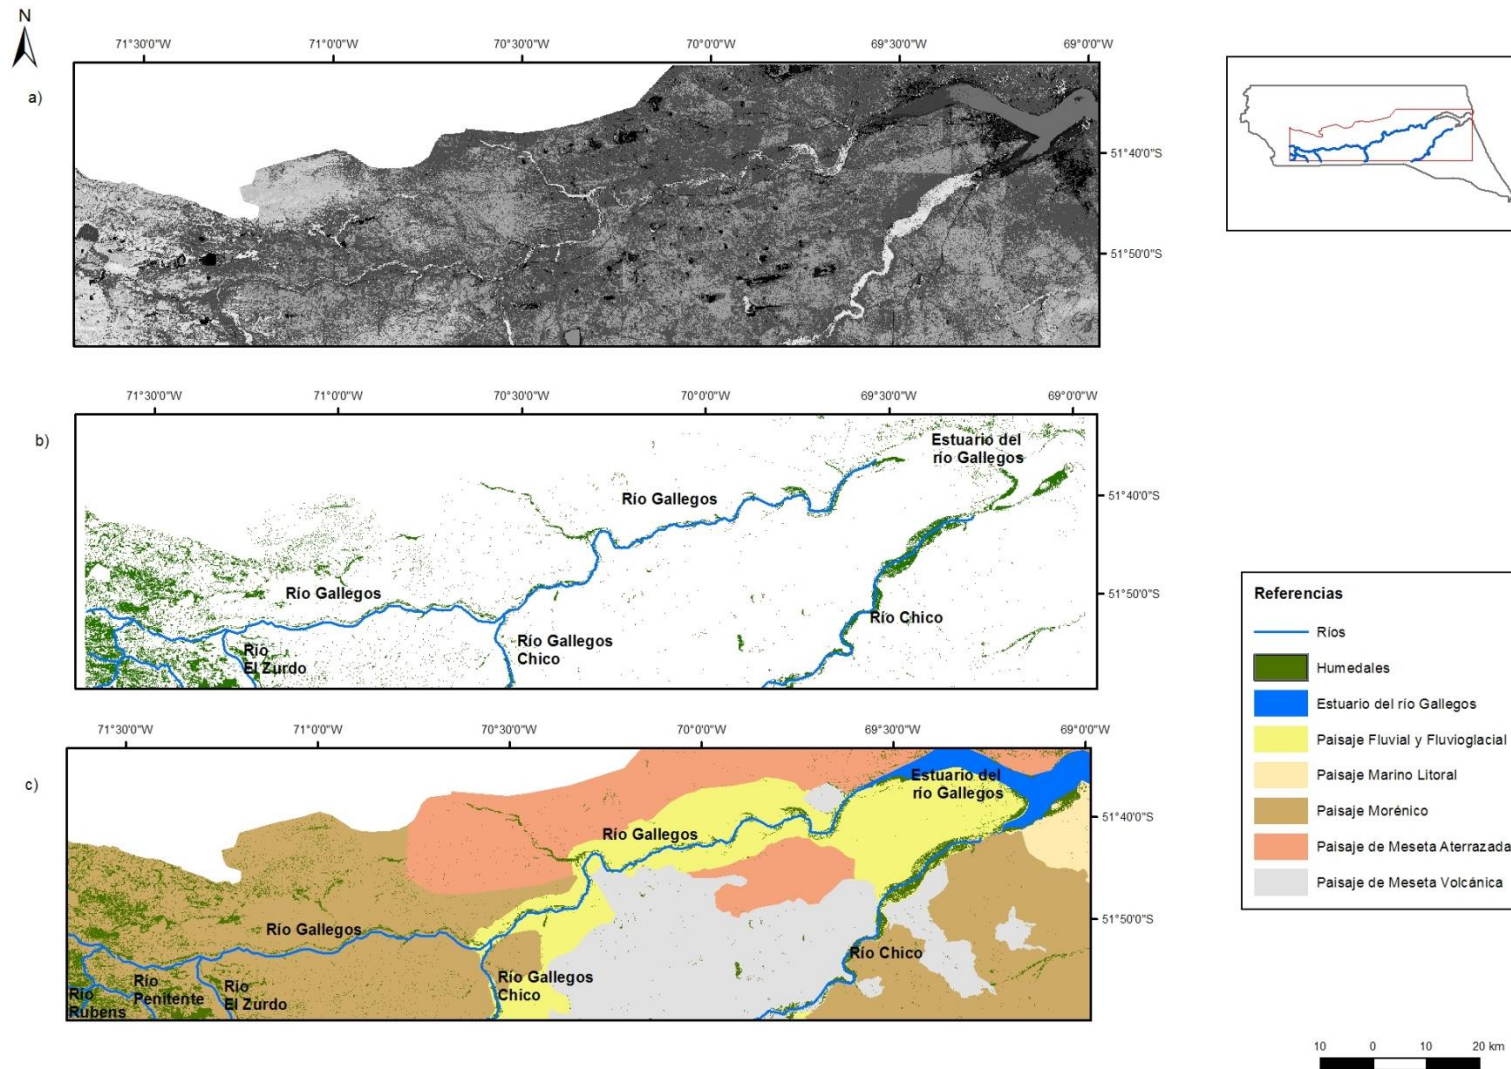 N
71°30'0"W 71°0'0"W 70°30'0"W 70°0'0"W 69°30'0"W 69°0'0"W
a)
51°40'0"S
51°50'0"S
71°30'0"W 71°0'0"W 70°30'0"W 70°0'0"W 69°30'0"W 69°0'0"W
b)
Estuario del
río Gallegos
Río Gallegos
51°40'0"S
Río Gallegos
51°50'0"S
Río Chico
Río Gallegos
Chico
Río
El Zurdo
Referencias
Ríos
Humedales
Estuario del río Gallegos
Paisaje Fluvial y Fluvioglacial
Paisaje Marino Litoral
Paisaje Morénico
Paisaje de Meseta Aterrazada
Paisaje de Meseta Volcánica
71°30'0"W 71°0'0"W 70°30'0"W 70°0'0"W 69°30'0"W 69°0'0"W
c)
Estuario del
río Gallegos
Río Gallegos
51°40'0"S
Río Gallegos
51°50'0"S
Río Chico
Río Gallegos
Chico
Río
Penitente
Río
El Zurdo
Río
Rubens
10 0 10 20 km